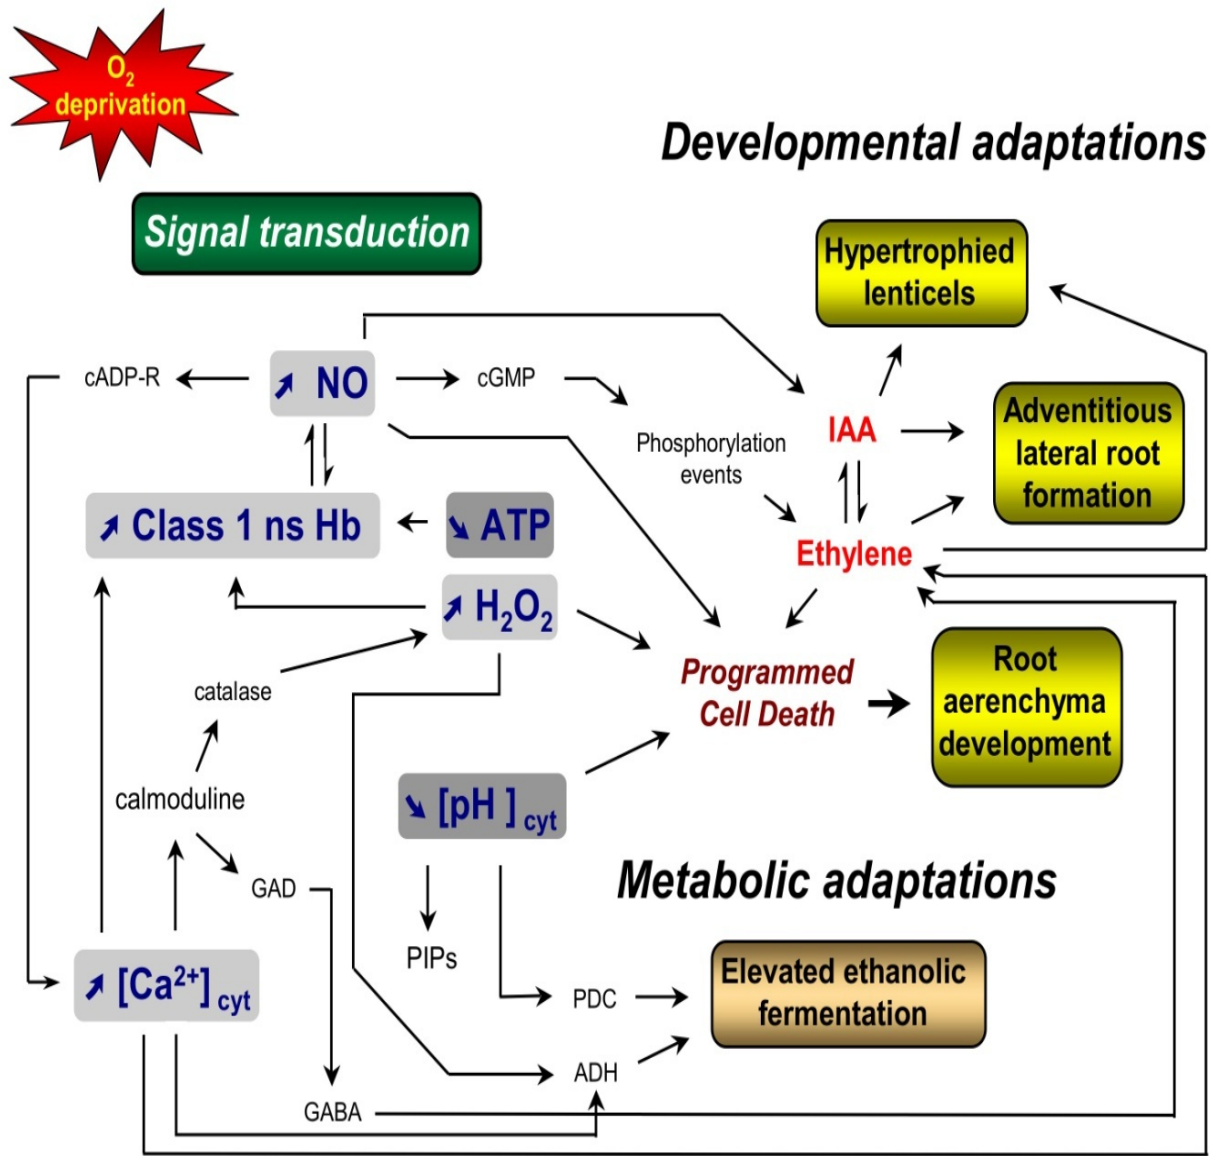 O2
deprivation
Developmental adaptations
Signal transduction
Hypertrophied
lenticels
cADP-R
NO
cGMP
Adventitious
lateral root
formation
IAA
Phosphorylation
events
Class 1 ns Hb
ATP
Ethylene
H2O2
Programmed
Cell Death
Root
aerenchyma
development
catalase
calmoduline
[pH ] cyt
GAD
Metabolic adaptations
PIPs
[Ca2+] cyt
PDC
Elevated ethanolic
fermentation
ADH
GABA